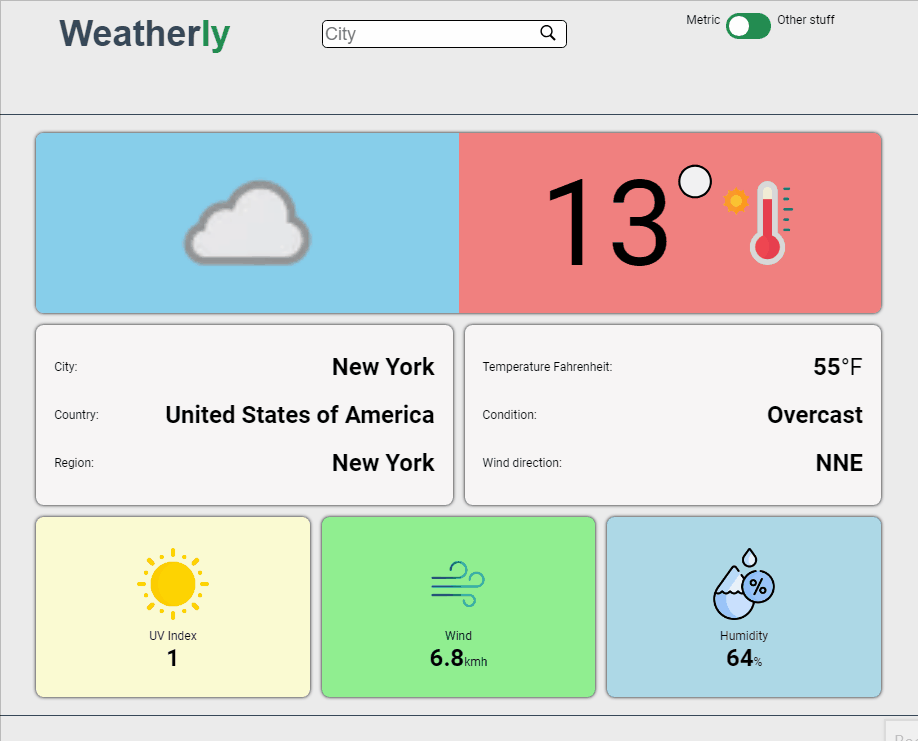 Weatherly
City
Metric
Other stuff
13°
City:
New York
Country:
United States of America
Region:
New York
Temperature Fahrenheit:
55°F
Condition:
Overcast
Wind direction:
NNE
UV Index
1
Wind
6.8kmh
%
Humidity
64%